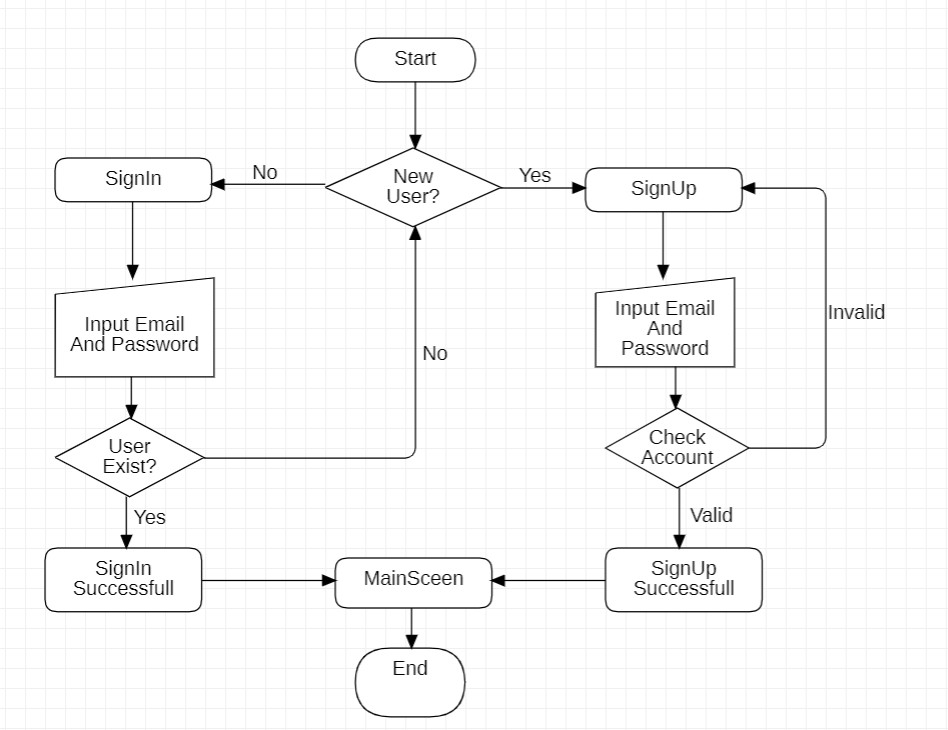 Start
SignIn
No
New
User?
Yes
SignUp
Input Email
And Password
Input Email
And
Password
Invalid
No
User
Exist?
Check
Account
Yes
Valid
SignIn
Successfull
MainSceen
SignUp
Successfull
End